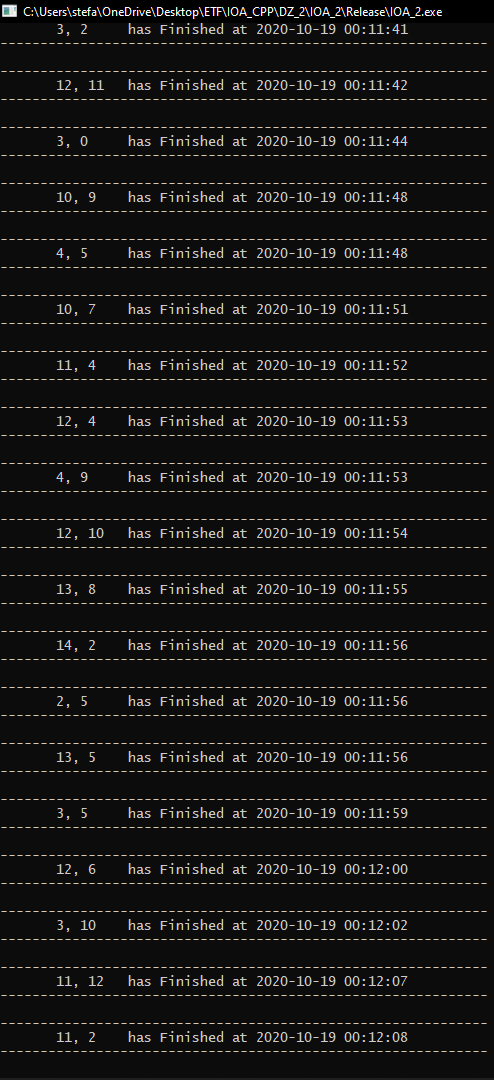 C:\Users\stefa\OneDrive\Desktop\ETF\IOA_CPP\DZ_2\IOA_2\Release\IOA_2.exe
3, 2 has Finished at 2020-10-19 00:11:41
------------------------------------------------------------
------------------------------------------------------------
12, 11 has Finished at 2020-10-19 00:11:42
------------------------------------------------------------
------------------------------------------------------------
3, 0 has Finished at 2020-10-19 00:11:44
------------------------------------------------------------
------------------------------------------------------------
10, 9 has Finished at 2020-10-19 00:11:48
------------------------------------------------------------
------------------------------------------------------------
4, 5 has Finished at 2020-10-19 00:11:48
------------------------------------------------------------
------------------------------------------------------------
10, 7 has Finished at 2020-10-19 00:11:51
------------------------------------------------------------
------------------------------------------------------------
11, 4 has Finished at 2020-10-19 00:11:52
------------------------------------------------------------
------------------------------------------------------------
12, 4 has Finished at 2020-10-19 00:11:53
------------------------------------------------------------
------------------------------------------------------------
4, 9 has Finished at 2020-10-19 00:11:53
------------------------------------------------------------
------------------------------------------------------------
12, 10 has Finished at 2020-10-19 00:11:54
------------------------------------------------------------
------------------------------------------------------------
13, 8 has Finished at 2020-10-19 00:11:55
------------------------------------------------------------
------------------------------------------------------------
14, 2 has Finished at 2020-10-19 00:11:56
------------------------------------------------------------
------------------------------------------------------------
2, 5 has Finished at 2020-10-19 00:11:56
------------------------------------------------------------
------------------------------------------------------------
13, 5 has Finished at 2020-10-19 00:11:56
------------------------------------------------------------
------------------------------------------------------------
3, 5 has Finished at 2020-10-19 00:11:59
------------------------------------------------------------
------------------------------------------------------------
12, 6 has Finished at 2020-10-19 00:12:00
------------------------------------------------------------
------------------------------------------------------------
3, 10 has Finished at 2020-10-19 00:12:02
------------------------------------------------------------
------------------------------------------------------------
11, 12 has Finished at 2020-10-19 00:12:07
------------------------------------------------------------
------------------------------------------------------------
11, 2 has Finished at 2020-10-19 00:12:08
------------------------------------------------------------